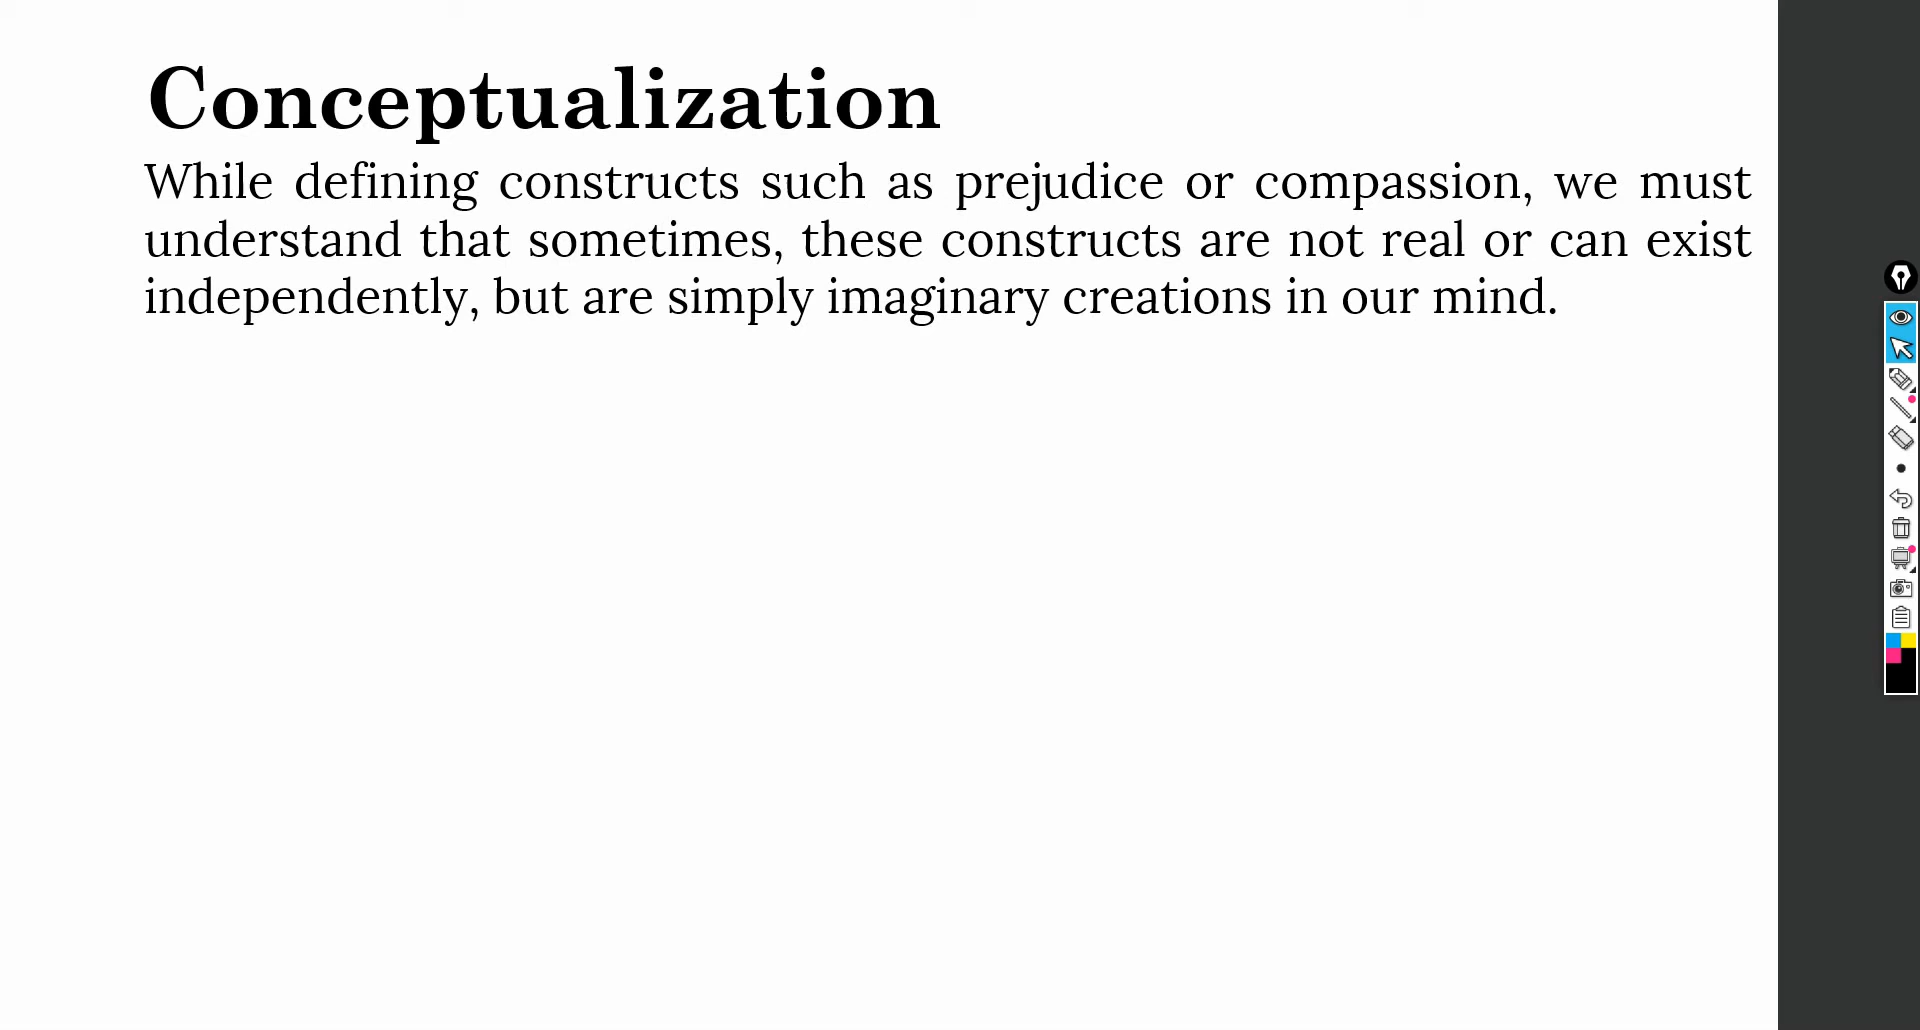 Conceptualization
While defining constructs such as prejudice or compassion, we must
understand that sometimes, these constructs are not real or can exist
independently, but are simply imaginary creations in our mind.